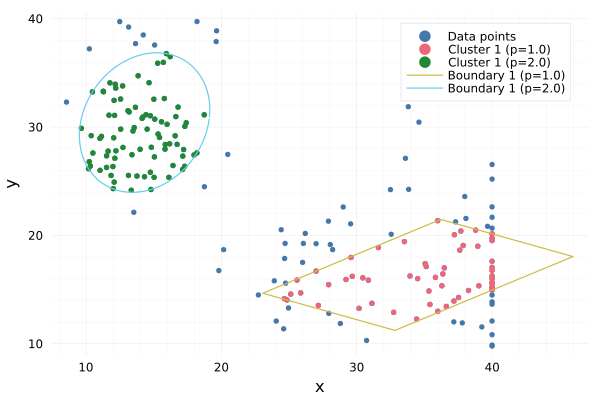 40
30
20
10
y
10
20
30
40
x
Data points
Cluster 1 (p=1.0)
Cluster 1 (p=2.0)
Boundary 1 (p=1.0)
Boundary 1 (p=2.0)